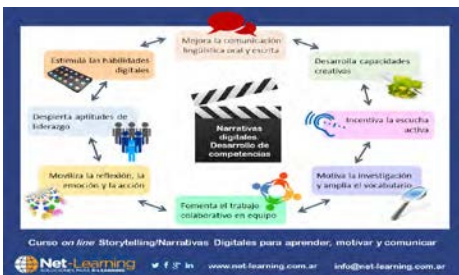 Mejora la comunicación
lingüística oral y escrita
Estimula las habilidades
digitales
Desarrolla capacidades
creativas
Despierta aptitudes de
liderazgo
Narrativas
digitales.
Desarrollo de
competencias
Incentiva la escucha
activa
Moviliza la reflexión, la
emoción y la acción
Motiva la investigación
y amplía el vocabulario
Fomenta el trabajo
colaborativo en equipo
Curso on line Storytelling/Narrativas Digitales para aprender, motivar y comunicar
Net-Learning
www.net-learning.com.ar
info@net-learning.com.ar